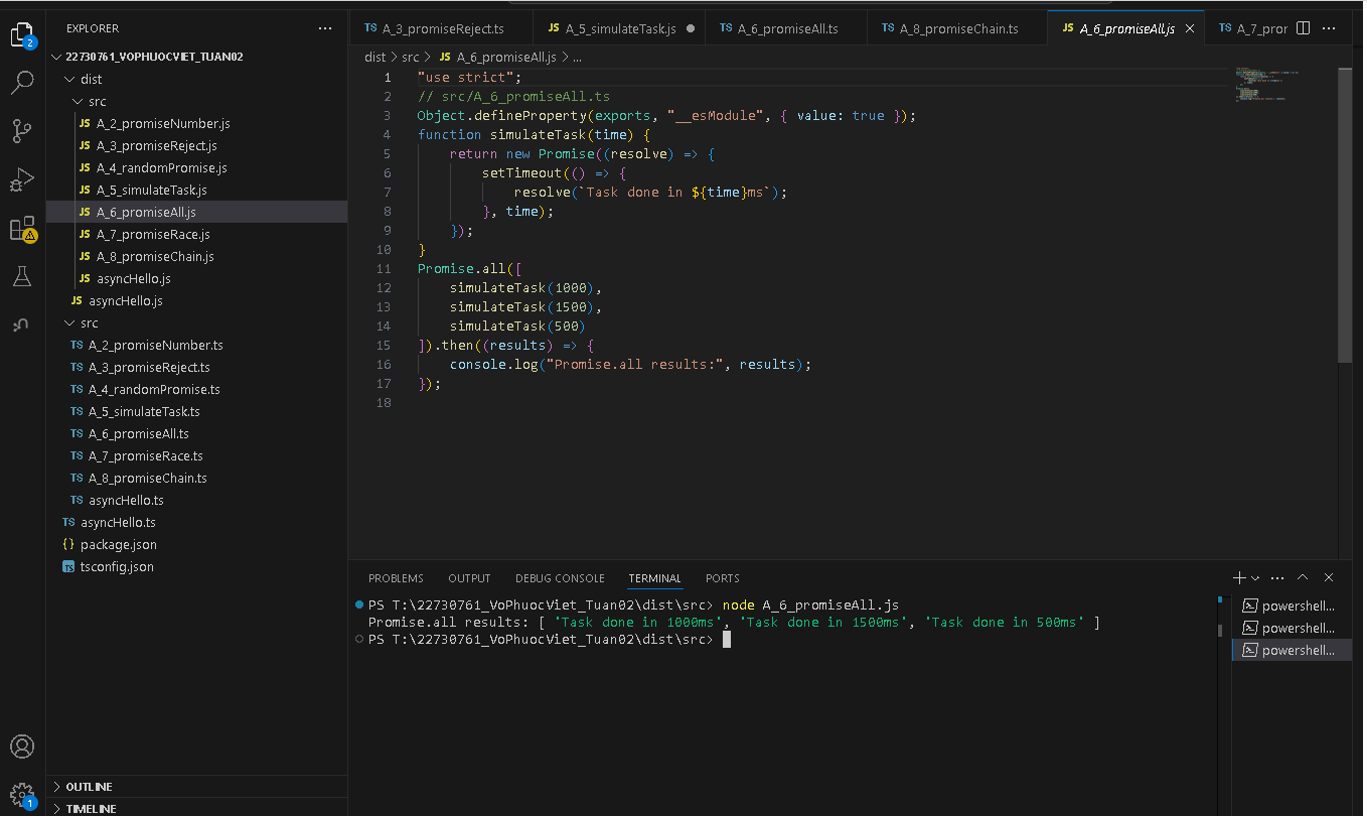 EXPLORER
22730761_VOPHUOCVIET_TUAN02
dist
src
JS A_2_promiseNumber.js
JS A_3_promiseReject.js
JS A_4_randomPromise.js
JS A_5_simulateTask.js
JS A_6_promiseAll.js
JS A_7_promiseRace.js
JS A_8_promiseChain.js
JS asyncHello.js
JS asyncHello.js
src
TS A_2_promiseNumber.ts
TS A_3_promiseReject.ts
TS A_4_randomPromise.ts
TS A_5_simulateTask.ts
TS A_6_promiseAll.ts
TS A_7_promiseRace.ts
TS A_8_promiseChain.ts
TS asyncHello.ts
TS asyncHello.ts
{} package.json
TS tsconfig.json
OUTLINE
TIMELINE
2
1
TS A_3_promiseReject.ts JS A_5_simulateTask.js TS A_6_promiseAll.ts TS A_8_promiseChain.ts JS A_6_promiseAll.js TS A_7_pror
dist > src > JS A_6_promiseAll.js > ...
1 "use strict";
2 // src/A_6_promiseAll.ts
3 Object.defineProperty(exports, "__esModule", { value: true });
4 function simulateTask(time) {
5 return new Promise((resolve) => {
6 setTimeout(() => {
7 resolve(`Task done in ${time}ms`);
8 }, time);
9 });
10 }
11 Promise.all([
12 simulateTask(1000),
13 simulateTask(1500),
14 simulateTask(500)
15 ]).then((results) => {
16 console.log("Promise.all results:", results);
17 });
18
PROBLEMS OUTPUT DEBUG CONSOLE TERMINAL PORTS
PS T:\22730761_VoPhuocViet_Tuan02\dist\src> node A_6_promiseAll.js
Promise.all results: [ 'Task done in 1000ms', 'Task done in 1500ms', 'Task done in 500ms' ]
PS T:\22730761_VoPhuocViet_Tuan02\dist\src>
powershell...
powershell...
powershell...